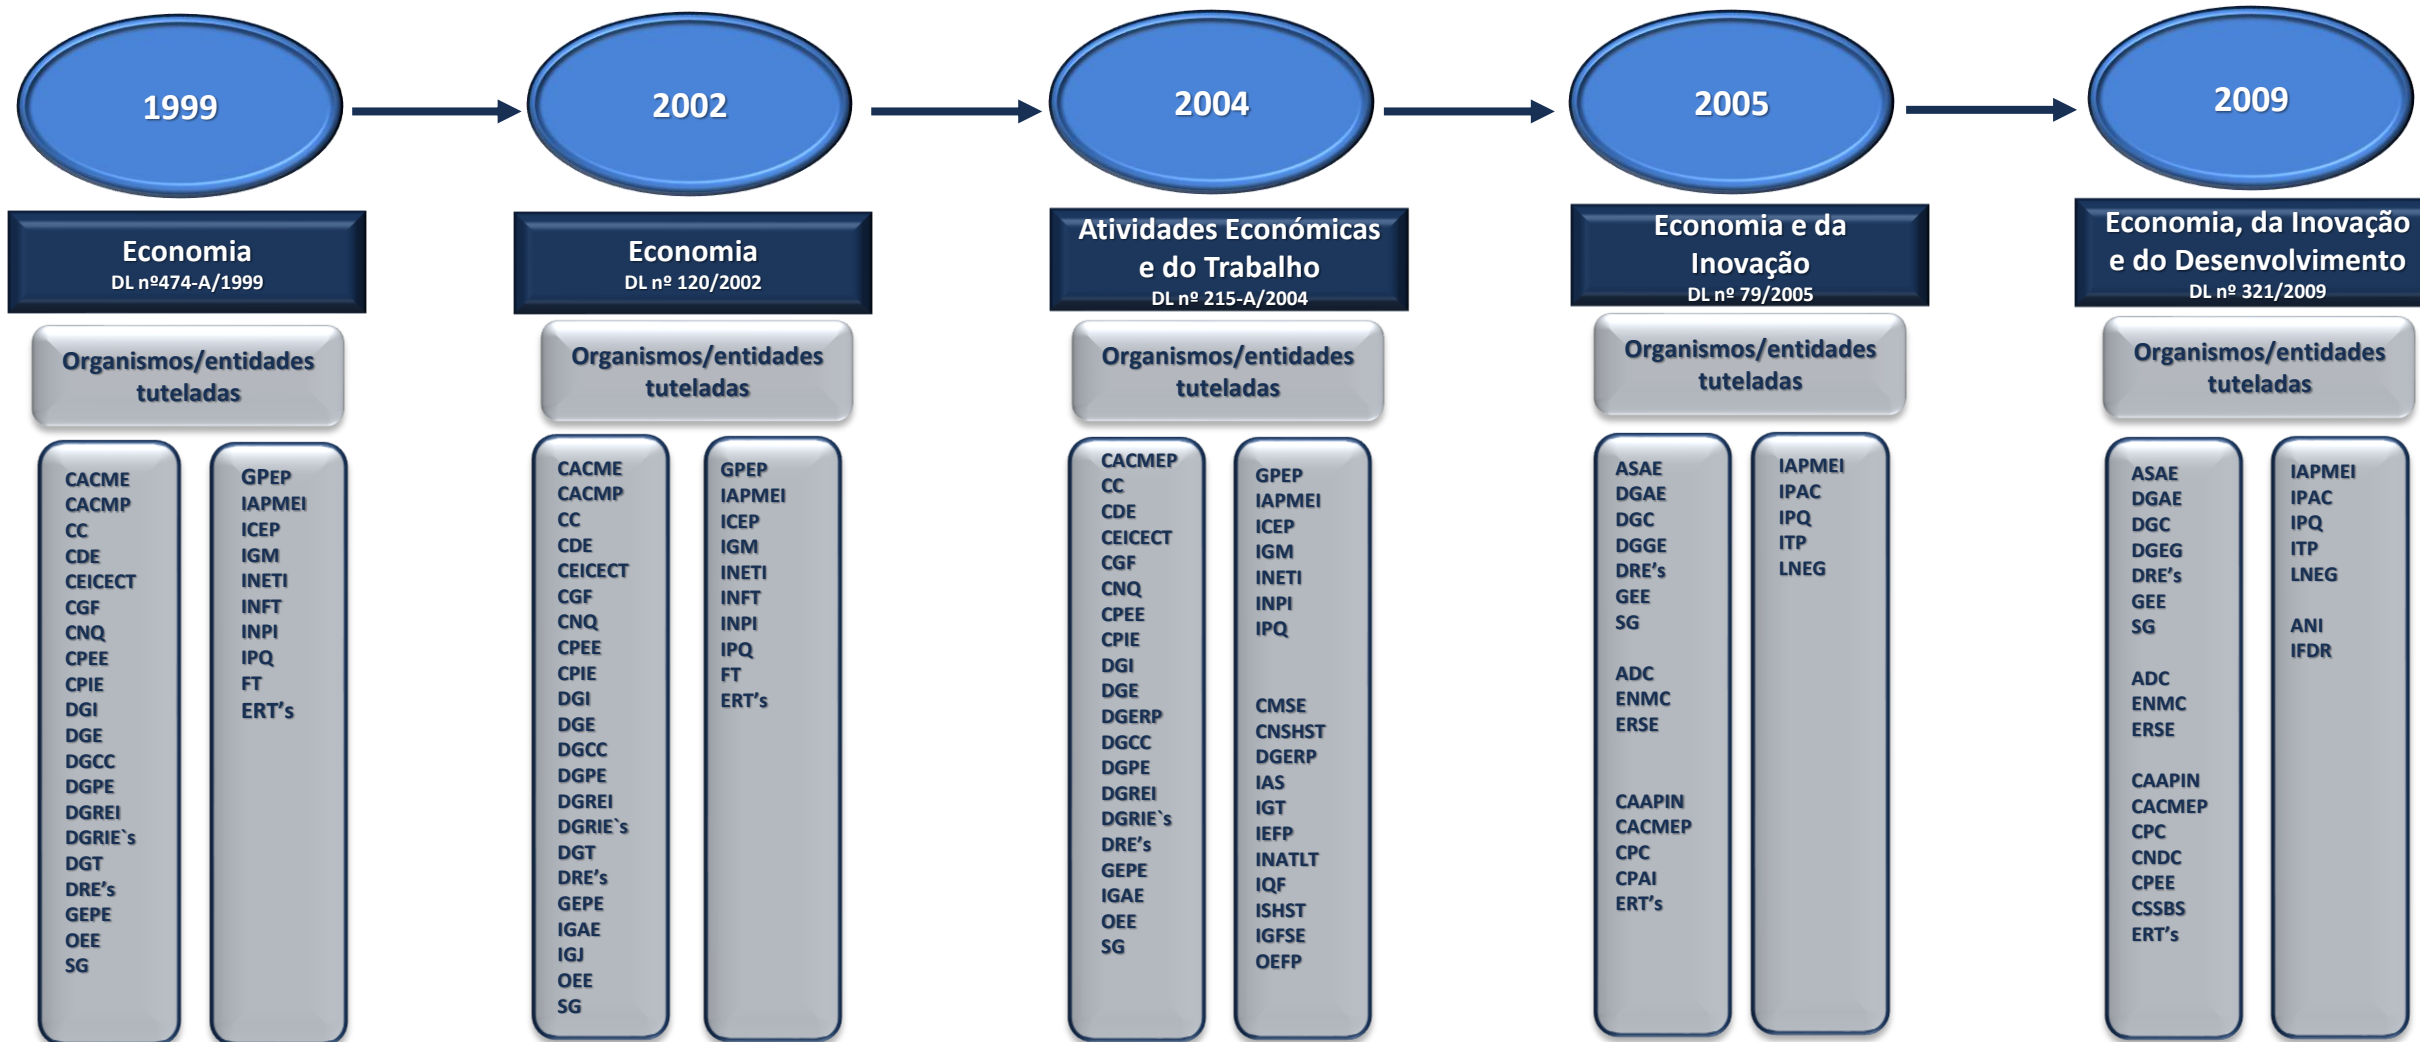 1999
Economia
DL nº474-A/1999
Organismos/entidades
tuteladas
CACME
CACMP
CC
CDE
CEICECT
CGF
CNQ
CPEE
CPIE
DGI
DGE
DGCC
DGPE
DGREI
DGRIE`s
DGT
DRE’s
GEPE
OEE
SG
GPEP
IAPMEI
ICEP
IGM
INETI
INFT
INPI
IPQ
FT
ERT’s
2002
Economia
DL nº 120/2002
Organismos/entidades
tuteladas
CACME
CACMP
CC
CDE
CEICECT
CGF
CNQ
CPEE
CPIE
DGI
DGE
DGCC
DGPE
DGREI
DGRIE`s
DGT
DRE’s
GEPE
IGAE
IGJ
OEE
SG
GPEP
IAPMEI
ICEP
IGM
INETI
INFT
INPI
IPQ
FT
ERT’s
2004
Atividades Económicas
e do Trabalho
DL nº 215-A/2004
Organismos/entidades
tuteladas
CACMEP
CC
CDE
CEICECT
CGF
CNQ
CPEE
CPIE
DGI
DGE
DGERP
DGCC
DGPE
DGREI
DGRIE`s
DRE’s
GEPE
IGAE
OEE
SG
GPEP
IAPMEI
ICEP
IGM
INETI
INPI
IPQ
CMSE
CNSHST
DGERP
IAS
IGT
IEFP
INATLT
IQF
ISHST
IGFSE
OEFP
2005
Economia e da
Inovação
DL nº 79/2005
Organismos/entidades
tuteladas
ASAE
DGAE
DGC
DGGE
DRE’s
GEE
SG
ADC
ENMC
ERSE
CAAPIN
CACMEP
CPC
CPAI
ERT’s
IAPMEI
IPAC
IPQ
ITP
LNEG
2009
Economia, da Inovação
e do Desenvolvimento
DL nº 321/2009
Organismos/entidades
tuteladas
ASAE
DGAE
DGC
DGEG
DRE’s
GEE
SG
ADC
ENMC
ERSE
CAAPIN
CACMEP
CPC
CNDC
CPEE
CSSBS
ERT’s
IAPMEI
IPAC
IPQ
ITP
LNEG
ANI
IFDR